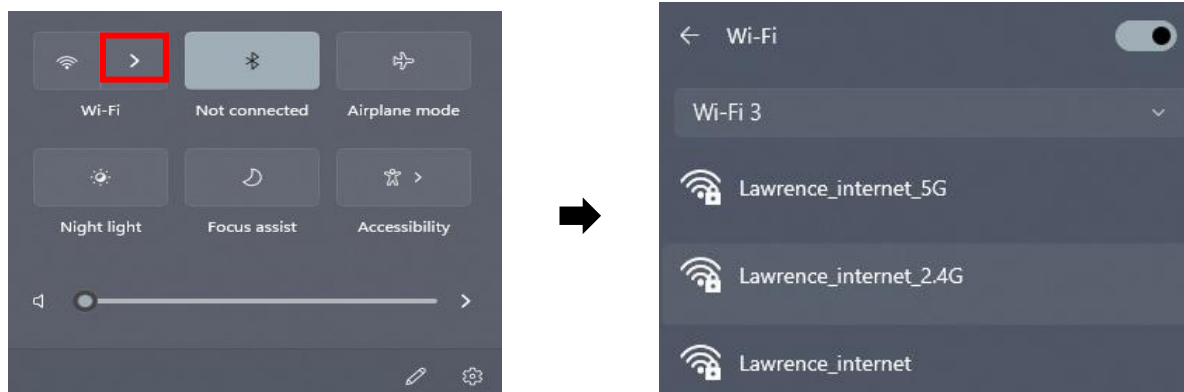 Wi-Fi
Not connected
Airplane mode
Night light
Focus assist
Accessibility
Wi-Fi
Wi-Fi 3
Lawrence_internet_5G
Lawrence_internet_2.4G
Lawrence_internet